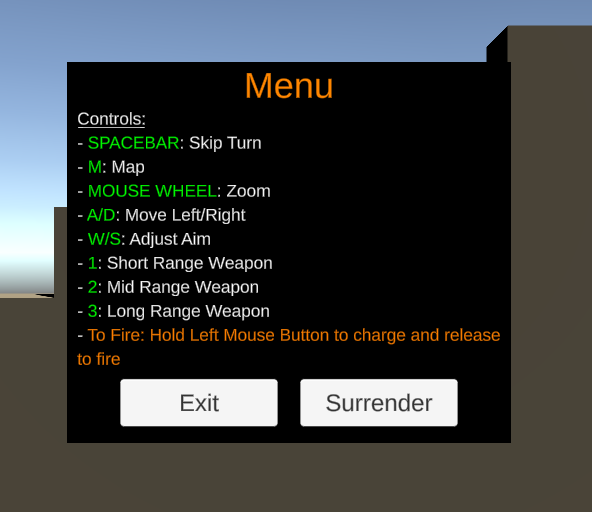 Menu
Controls:
- SPACEBAR: Skip Turn
- M: Map
- MOUSE WHEEL: Zoom
- A/D: Move Left/Right
- W/S: Adjust Aim
- 1: Short Range Weapon
- 2: Mid Range Weapon
- 3: Long Range Weapon
- To Fire: Hold Left Mouse Button to charge and release
to fire
Exit
Surrender